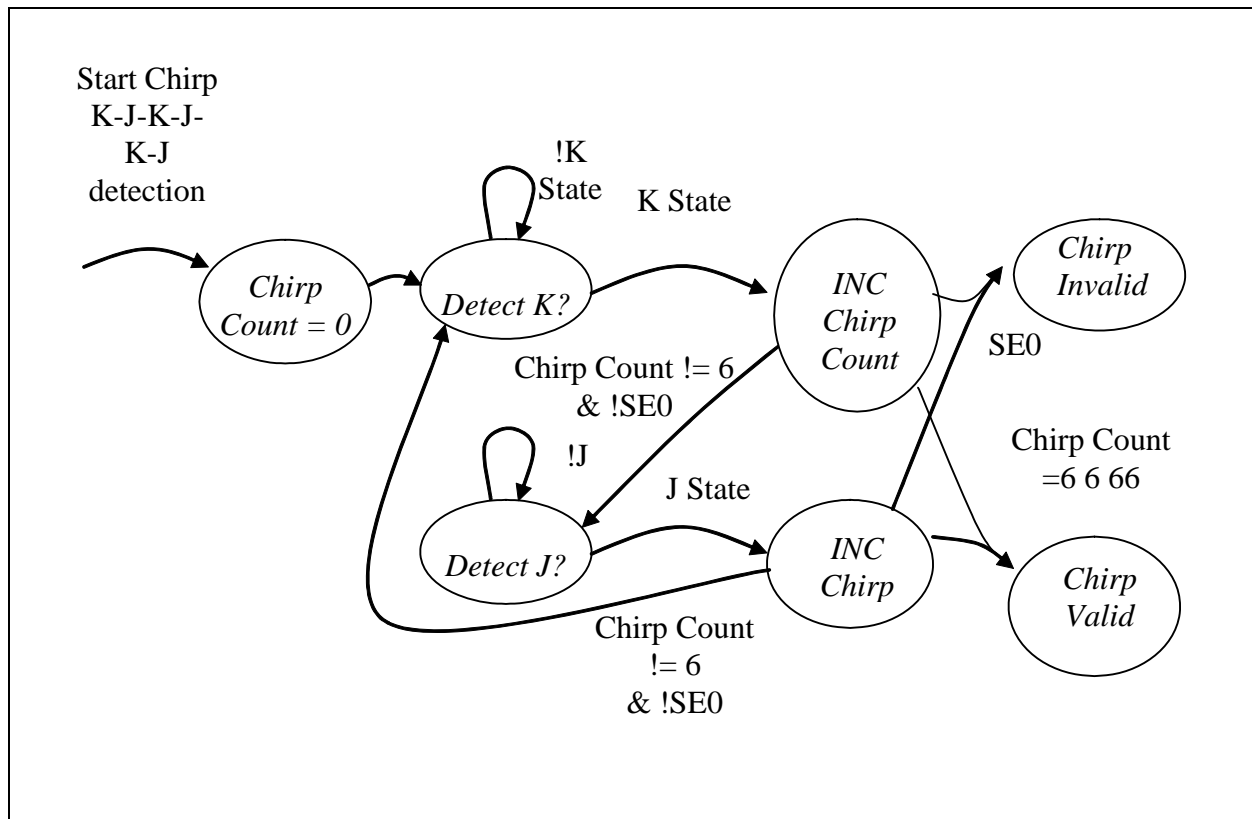 Start Chirp
K-J-K-J-
K-J
detection
!K
State
K State
Chirp
Count = 0
Detect K?
INC
Chirp
Count
Chirp
Invalid
SE0
Chirp Count != 6
& !SE0
!J
J State
Chirp Count
=6 6 66
Detect J?
INC
Chirp
Chirp
Valid
Chirp Count
!= 6
& !SE0